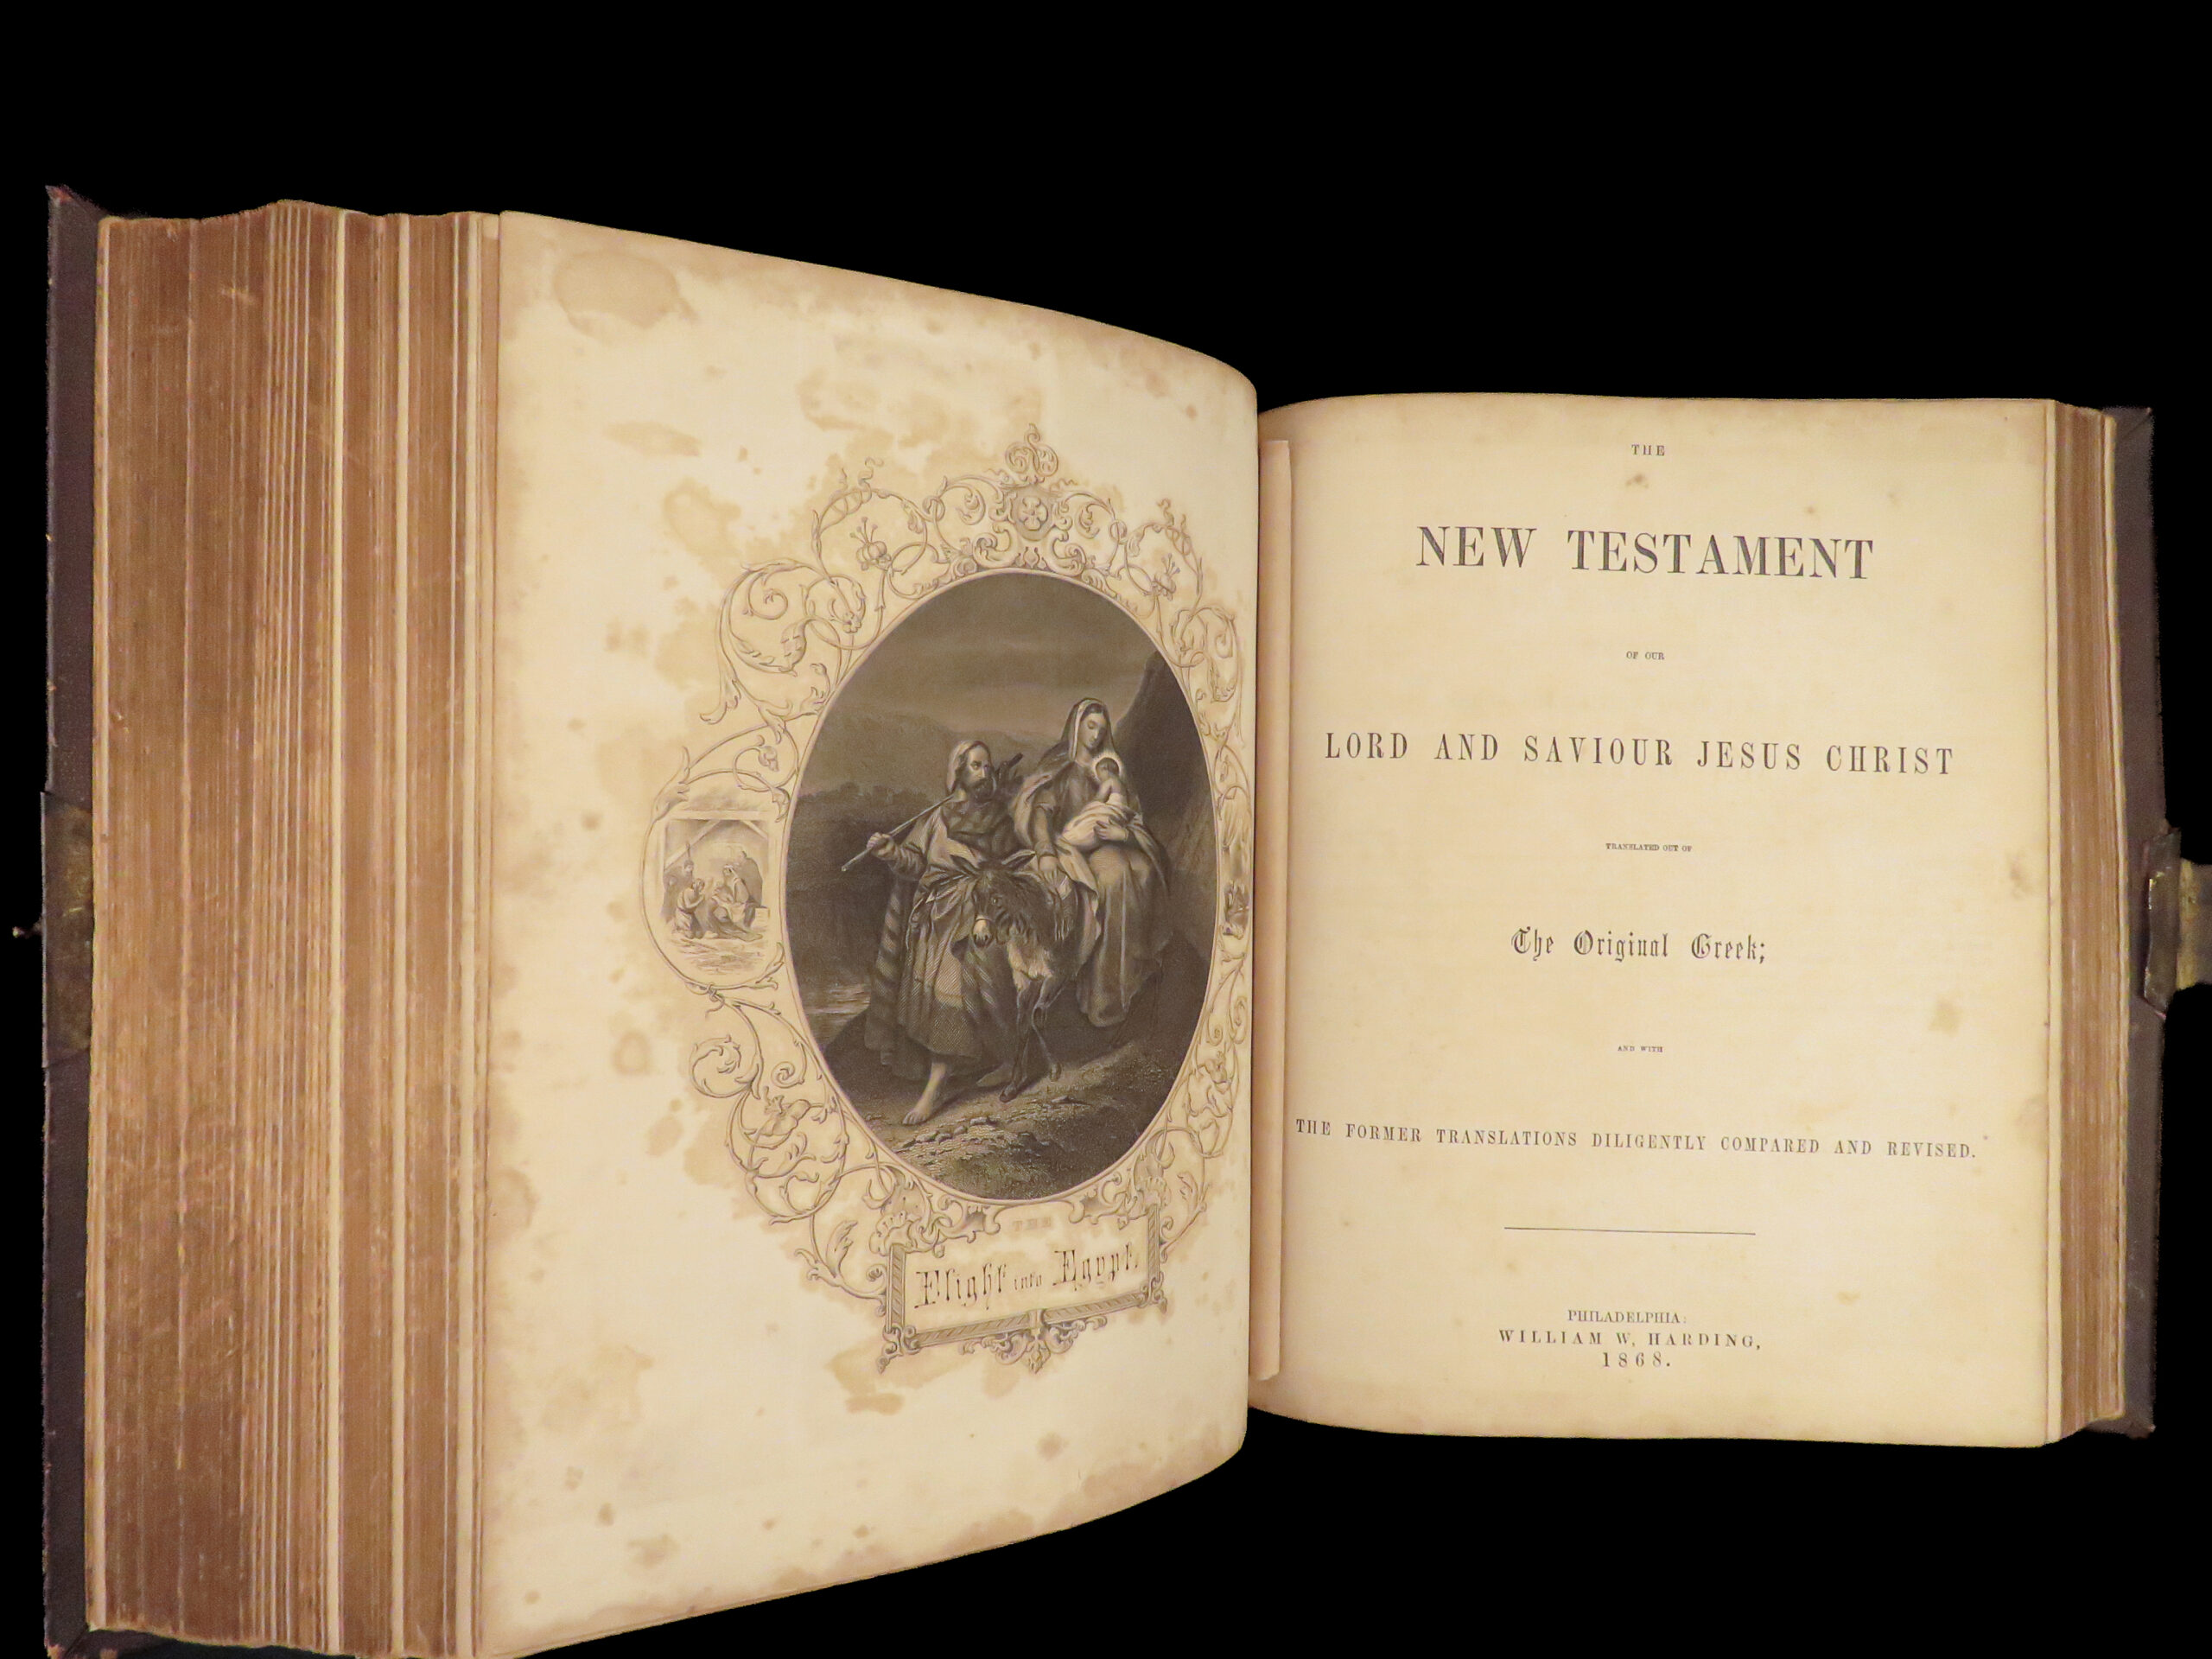 THE
Flight into Egypt.
THE
NEW TESTAMENT
OF OUR
LORD AND SAVIOUR JESUS CHRIST
TRANSLATED OUT OF
The Original Greek;
AND WITH
THE FORMER TRANSLATIONS DILIGENTLY COMPARED AND REVISED.
PHILADELPHIA:
WILLIAM W. HARDING,
1868.